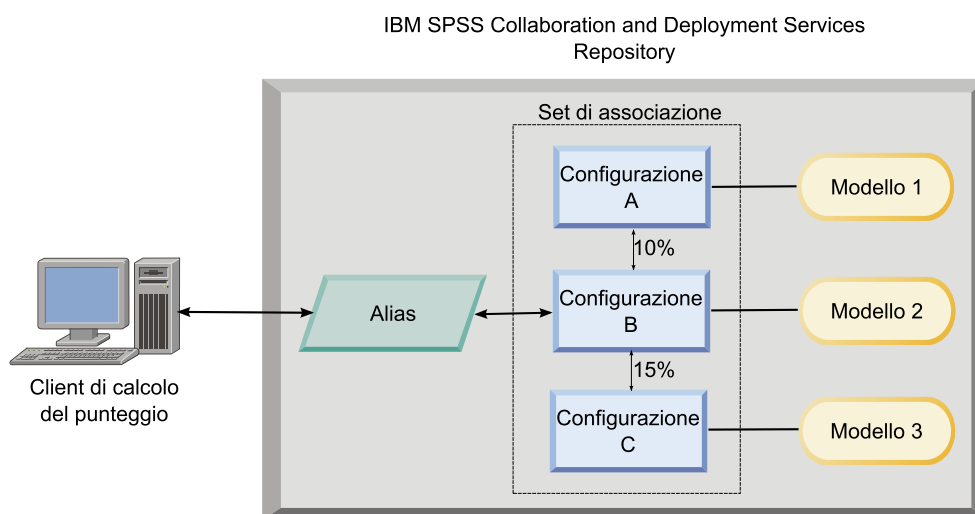 IBM SPSS Collaboration and Deployment Services
Repository
Set di associazione
Configurazione
A
Modello 1
10%
Alias
Configurazione
B
Modello 2
15%
Client di calcolo
del punteggio
Configurazione
C
Modello 3